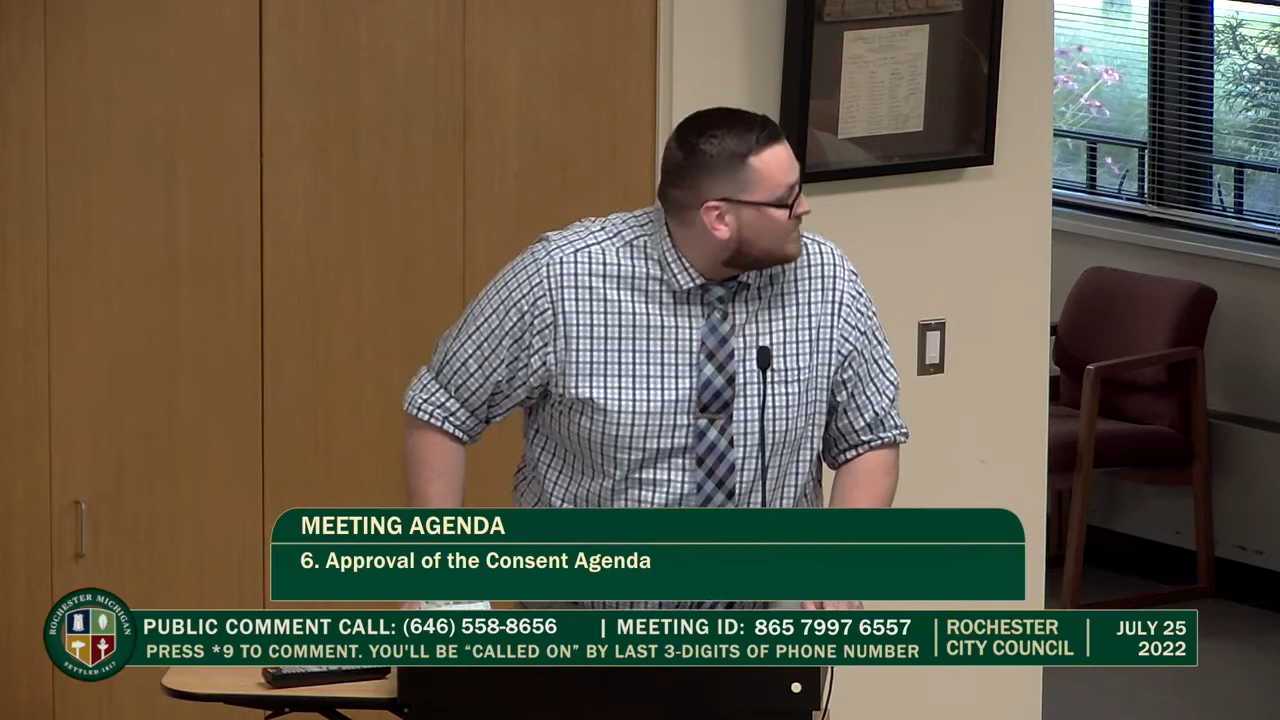 MEETING AGENDA
6. Approval of the Consent Agenda
ROCHESTER MICHIGAN
SETTLED 1817
PUBLIC COMMENT CALL: (646) 558-8656 | MEETING ID: 865 7997 6557
PRESS *9 TO COMMENT. YOU'LL BE “CALLED ON” BY LAST 3-DIGITS OF PHONE NUMBER
ROCHESTER
CITY COUNCIL
JULY 25
2022